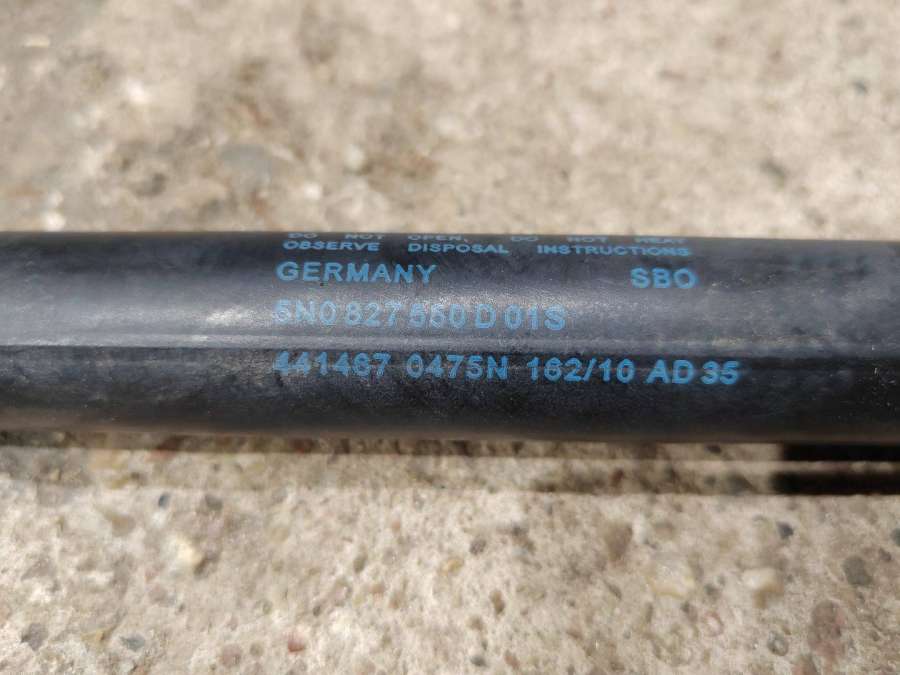 DO NOT OPEN, DO NOT HEAT
OBSERVE DISPOSAL INSTRUCTIONS
GERMANY SBO
5N0 827 550 D 01S
441467 0475N 162/10 AD 35